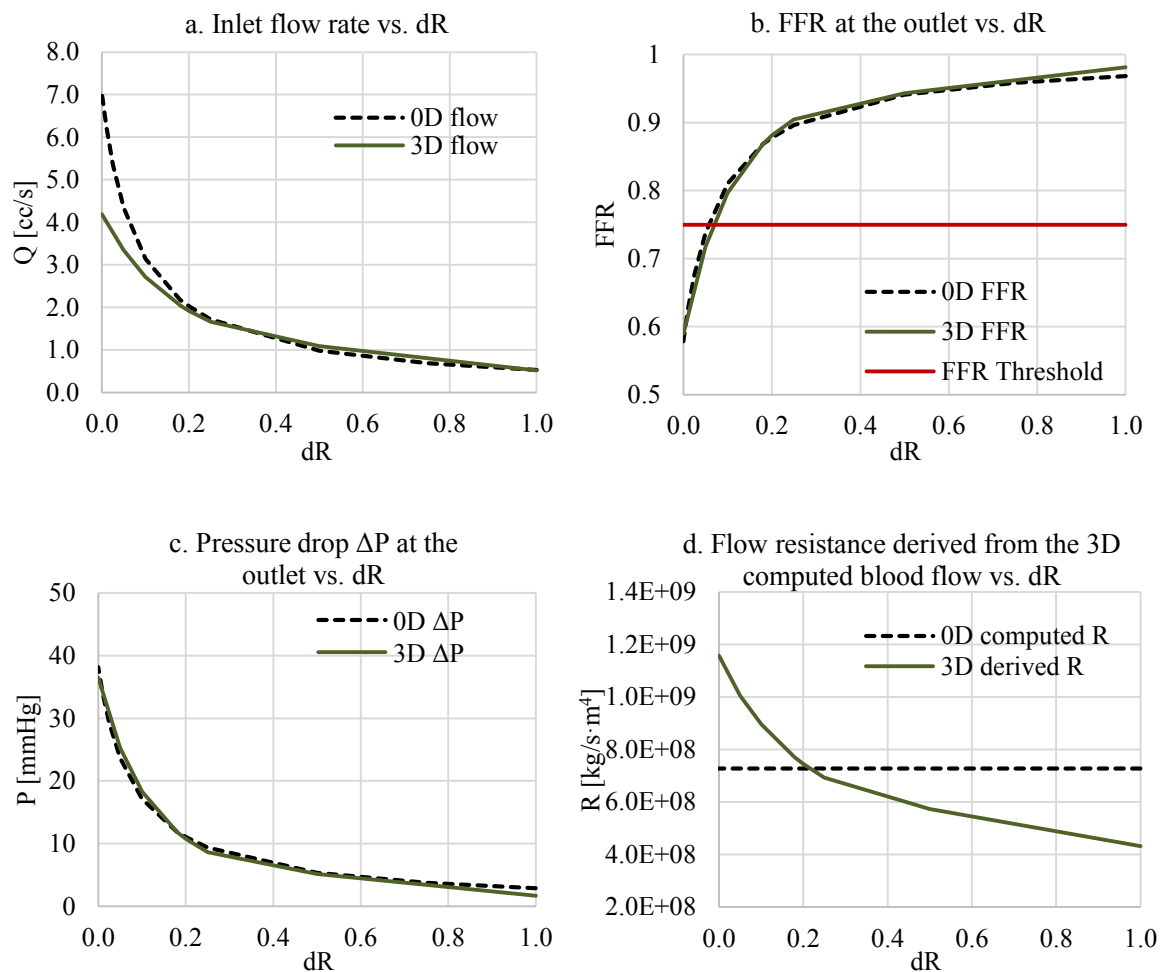 a. Inlet flow rate vs. dR
8.0
7.0
6.0
5.0
4.0
3.0
2.0
1.0
0.0
Q [cc/s]
0D flow
3D flow
0.0 0.2 0.4 0.6 0.8 1.0
dR
b. FFR at the outlet vs. dR
1
0.9
0.8
0.7
0.6
0.5
FFR
0D FFR
3D FFR
FFR Threshold
0.0 0.2 0.4 0.6 0.8 1.0
dR
c. Pressure drop ΔP at the
outlet vs. dR
50
40
30
20
10
0
P [mmHg]
0D ΔP
3D ΔP
0.0 0.2 0.4 0.6 0.8 1.0
dR
d. Flow resistance derived from the 3D
computed blood flow vs. dR
1.4E+09
1.2E+09
1.0E+09
8.0E+08
6.0E+08
4.0E+08
2.0E+08
R [kg/s·m⁴]
0D computed R
3D derived R
0.0 0.2 0.4 0.6 0.8 1.0
dR